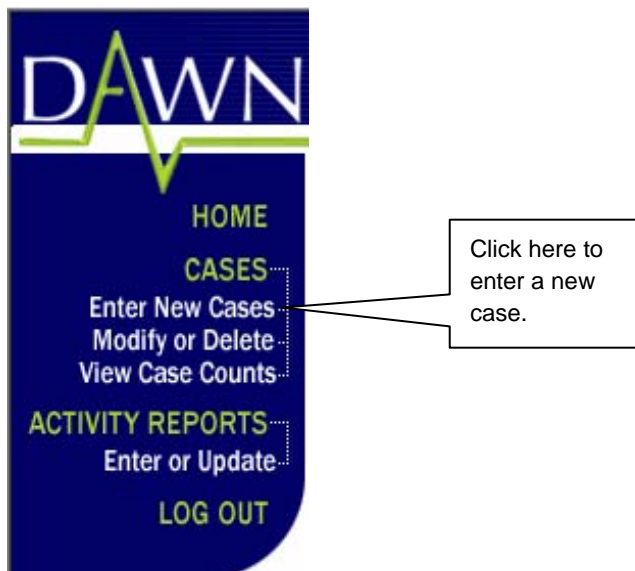 DAWN
HOME
CASES
Enter New Cases
Modify or Delete
View Case Counts
ACTIVITY REPORTS
Enter or Update
LOG OUT
Click here to
enter a new
case.